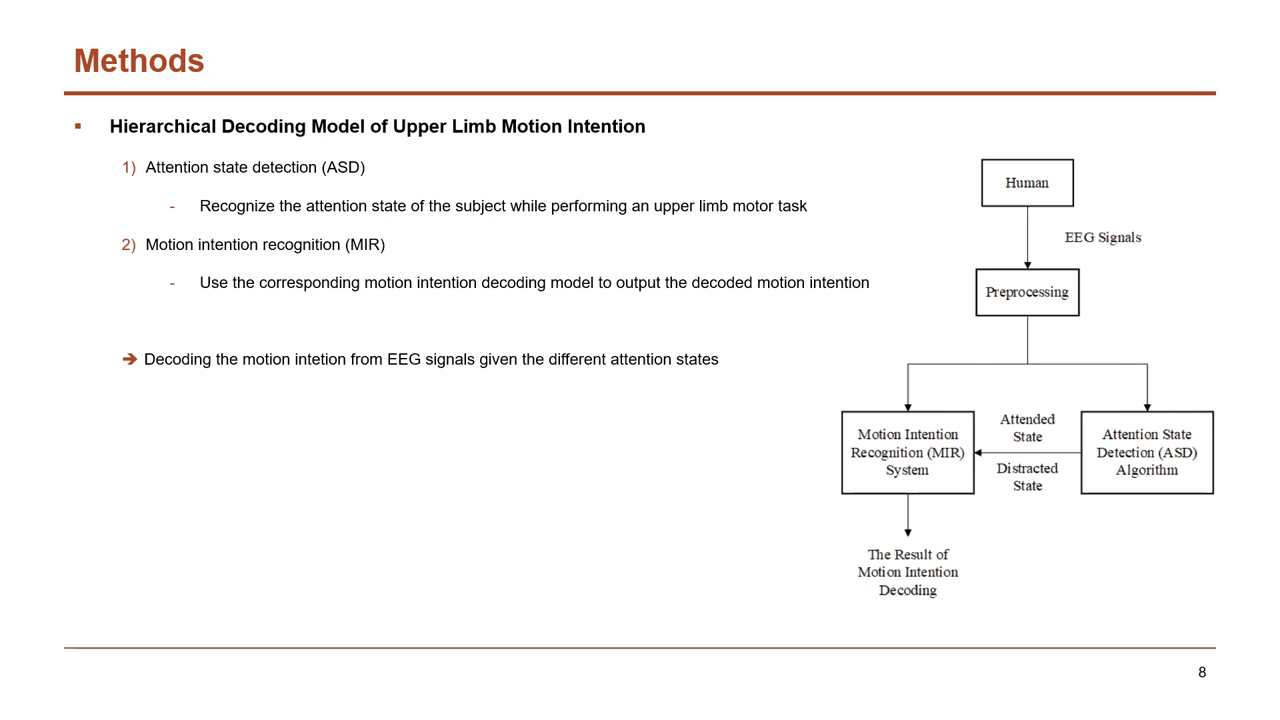 Methods
▪ Hierarchical Decoding Model of Upper Limb Motion Intention
1) Attention state detection (ASD)
- Recognize the attention state of the subject while performing an upper limb motor task
2) Motion intention recognition (MIR)
- Use the corresponding motion intention decoding model to output the decoded motion intention
➔ Decoding the motion intetion from EEG signals given the different attention states
Human
EEG Signals
Preprocessing
Motion Intention
Recognition (MIR)
System
Attended
State
Distracted
State
Attention State
Detection (ASD)
Algorithm
The Result of
Motion Intention
Decoding
8